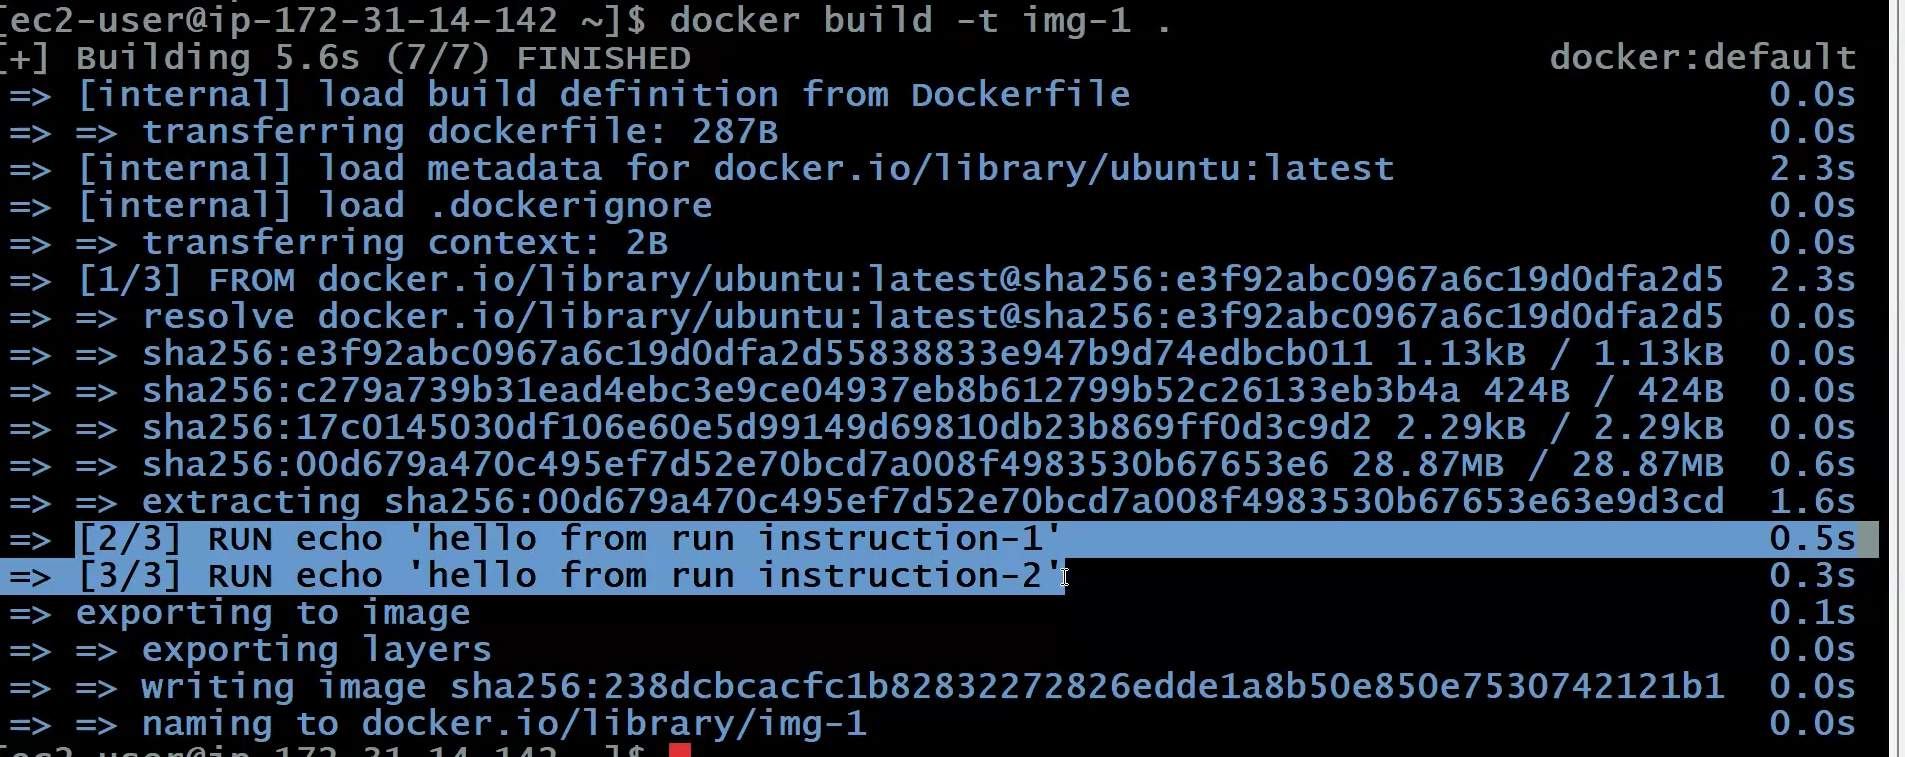 [ec2-user@ip-172-31-14-142 ~]$ docker build -t img-1 .
[+] Building 5.6s (7/7) FINISHED docker:default
=> [internal] load build definition from Dockerfile 0.0s
=> => transferring dockerfile: 287B 0.0s
=> [internal] load metadata for docker.io/library/ubuntu:latest 2.3s
=> [internal] load .dockerignore 0.0s
=> => transferring context: 2B 0.0s
=> [1/3] FROM docker.io/library/ubuntu:latest@sha256:e3f92abc0967a6c19d0dfa2d5 2.3s
=> => resolve docker.io/library/ubuntu:latest@sha256:e3f92abc0967a6c19d0dfa2d5 0.0s
=> => sha256:e3f92abc0967a6c19d0dfa2d55838833e947b9d74edbcb011 1.13kB / 1.13kB 0.0s
=> => sha256:c279a739b31ead4ebc3e9ce04937eb8b612799b52c26133eb3b4a 424B / 424B 0.0s
=> => sha256:17c0145030df106e60e5d99149d69810db23b869ff0d3c9d2 2.29kB / 2.29kB 0.0s
=> => sha256:00d679a470c495ef7d52e70bcd7a008f4983530b67653e6 28.87MB / 28.87MB 0.6s
=> => extracting sha256:00d679a470c495ef7d52e70bcd7a008f4983530b67653e63e9d3cd 1.6s
=> [2/3] RUN echo 'hello from run instruction-1' 0.5s
=> [3/3] RUN echo 'hello from run instruction-2' 0.3s
=> exporting to image 0.1s
=> => exporting layers 0.0s
=> => writing image sha256:238dcbcacfc1b82832272826edde1a8b50e850e7530742121b1 0.0s
=> => naming to docker.io/library/img-1 0.0s
[ec2-user@ip-172-31-14-142 ~]$